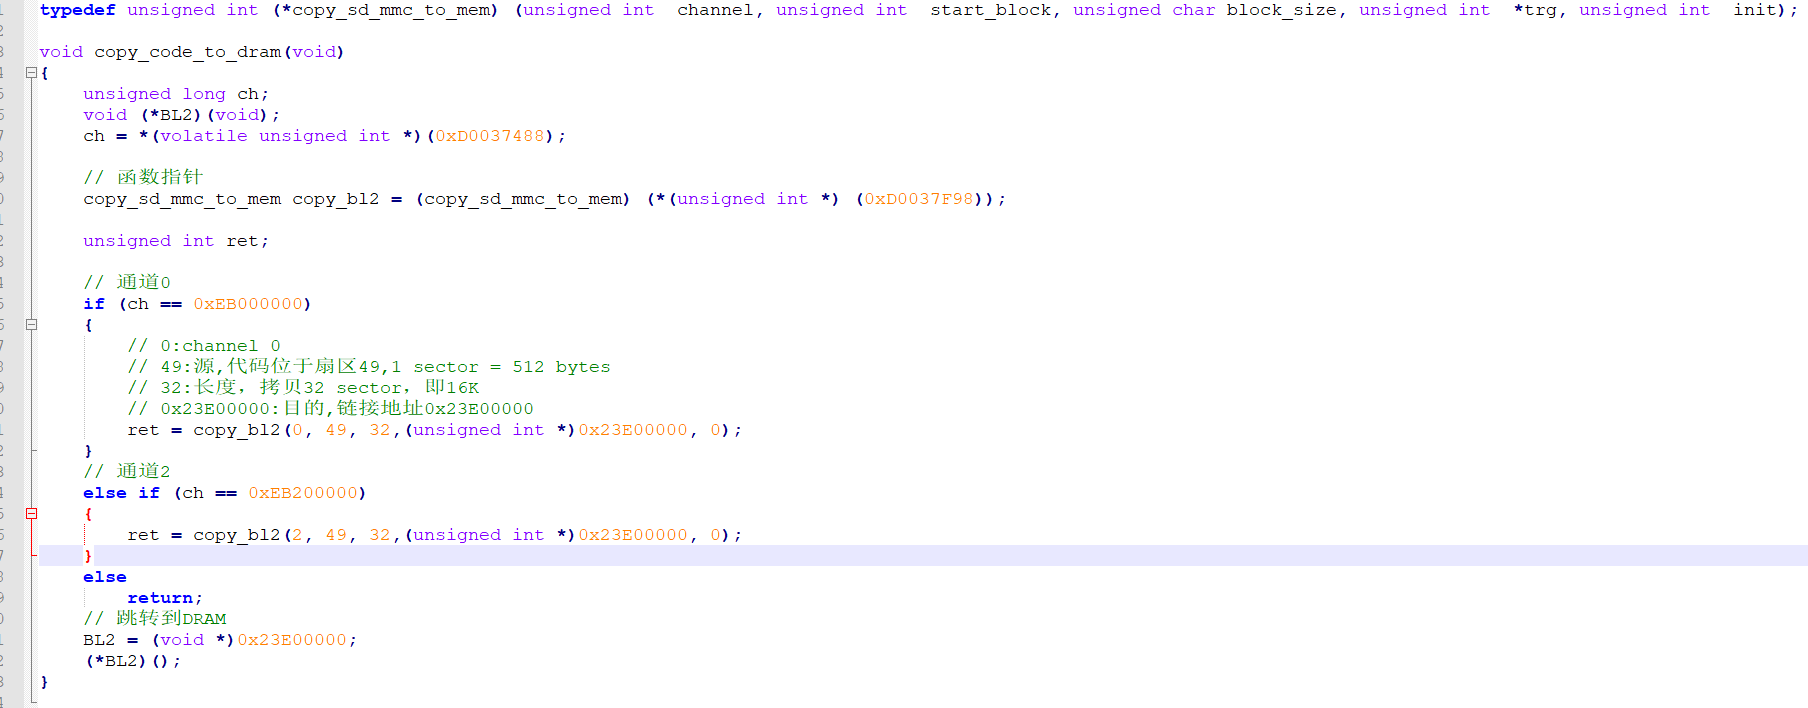 typedef unsigned int (*copy_sd_mmc_to_mem) (unsigned int  channel, unsigned int  start_block, unsigned char block_size, unsigned int  *trg, unsigned int  init);
void copy_code_to_dram(void)
{
    unsigned long ch;
    void (*BL2)(void);
    ch = *(volatile unsigned int *)(0xD0037488);
    // 函数指针
    copy_sd_mmc_to_mem copy_bl2 = (copy_sd_mmc_to_mem) (*(unsigned int *) (0xD0037F98));
    unsigned int ret;
    // 通道0
    if (ch == 0xEB000000)
    {
        // 0:channel 0
        // 49:源,代码位于扇区49,1 sector = 512 bytes
        // 32:长度，拷贝32 sector，即16K
        // 0x23E00000:目的,链接地址0x23E00000
        ret = copy_bl2(0, 49, 32,(unsigned int *)0x23E00000, 0);
    }
    // 通道2
    else if (ch == 0xEB200000)
    {
        ret = copy_bl2(2, 49, 32,(unsigned int *)0x23E00000, 0);
    }
    else
        return;
    // 跳转到DRAM
    BL2 = (void *)0x23E00000;
    (*BL2)();
}